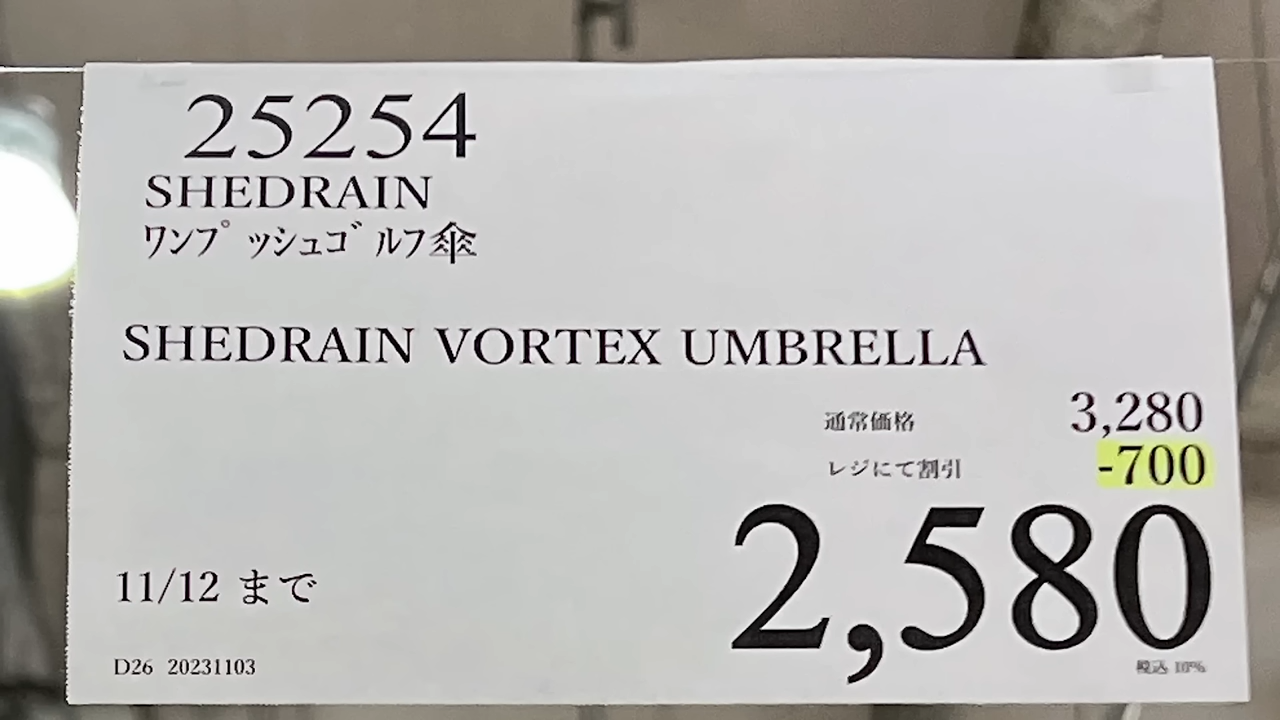 25254
SHEDRAIN
ﾜﾝﾌﾟｯｼｭｺﾞﾙﾌ傘
SHEDRAIN VORTEX UMBRELLA
通常価格 3,280
レジにて割引 -700
2,580
税込 10%
11/12 まで
D26 20231103